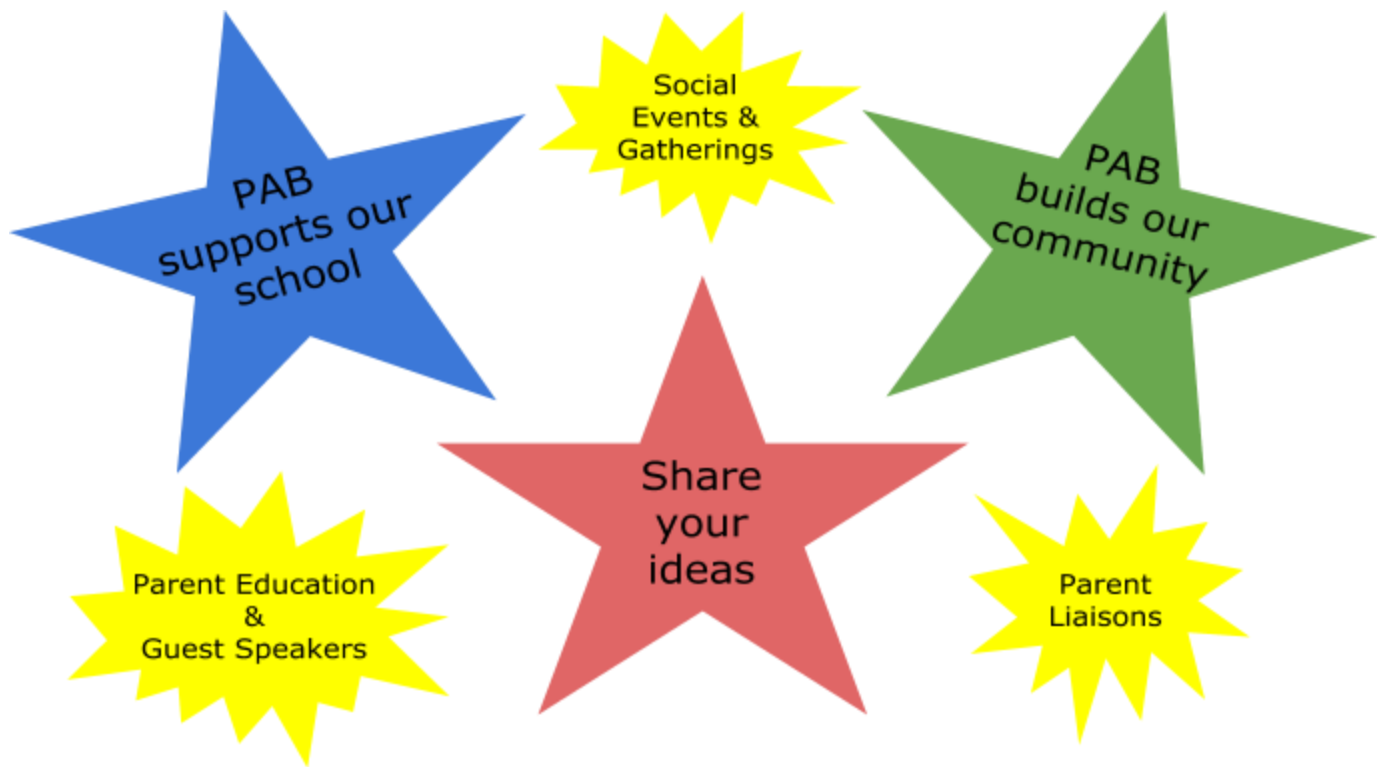 PAB
supports our
school
Social
Events &
Gatherings
PAB
builds our
community
Share
your
ideas
Parent Education
&
Guest Speakers
Parent
Liaisons